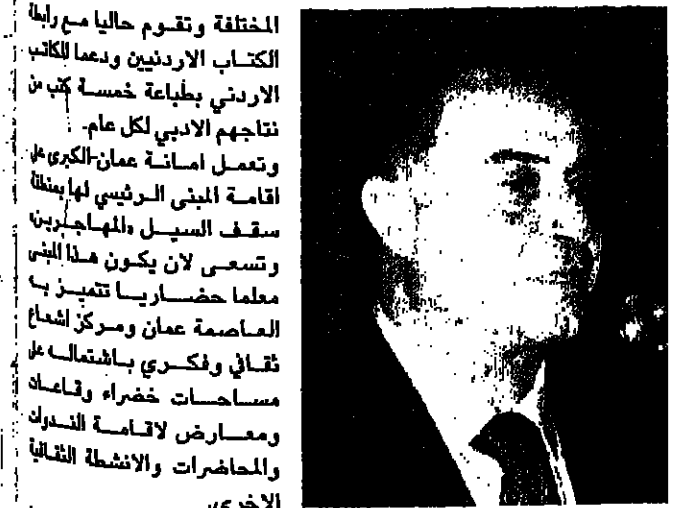 المختلفة وتقوم حاليا مع رابطة
الكتاب الاردنيين ودعما للكاتب
الاردني بطباعة خمسة كتب من
نتاجهم الادبي لكل عام.
وتعمل امانة عمان الكبرى على
اقامة المبنى الرئيسي لها بمنطقة
سقف السيل «المهاجرين»
وتسعى لان يكون هذا المبنى
معلما حضاريا تتميز به
العاصمة عمان ومركز اشعاع
ثقافي وفكري باشتماله على
مساحات خضراء وقاعات
ومعارض لاقامة الندوات
والمحاضرات والانشطة الثقافية
الاخرى.